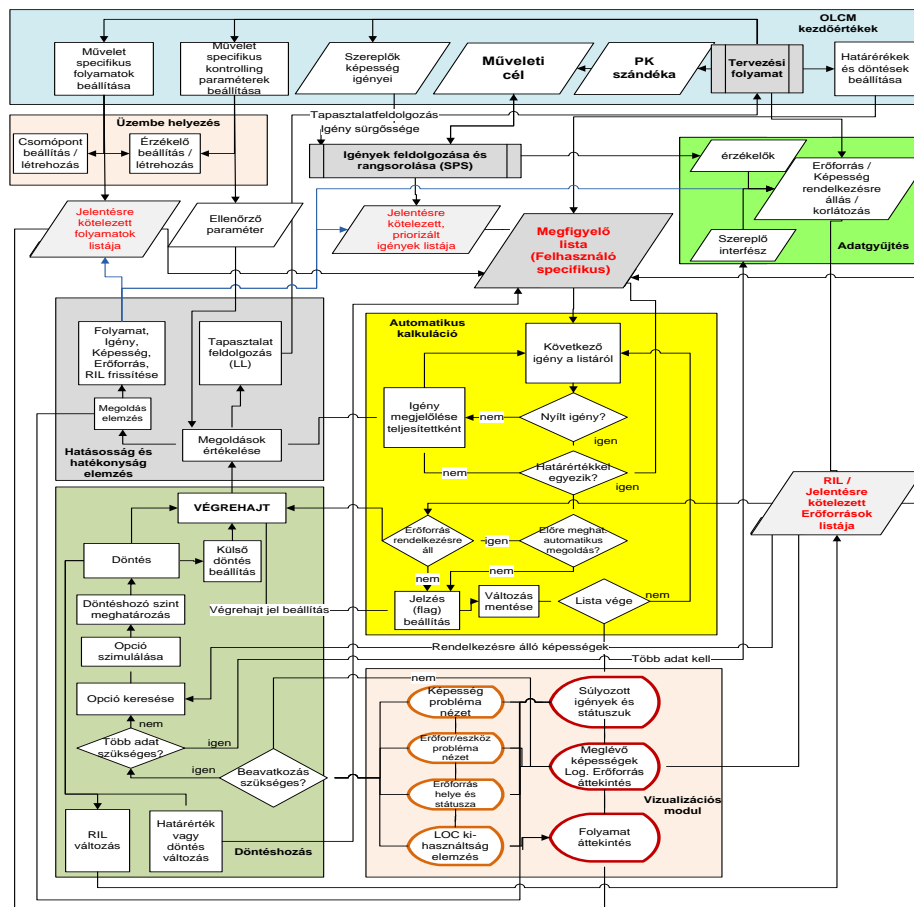 OLCM
kezdőértékek
Művelet
specifikus
folyamatok
beállítása
Művelet
specifikus
kontrolling
paraméterek
beállítása
Szereplők
képesség
igényei
Műveleti
cél
PK
szándéka
Tervezési
folyamat
Határérékek
és döntések
beállítása
Üzembe helyezés
Csomópont
beállítás /
létrehozás
Érzékelő
beállítás /
létrehozás
Tapasztalatfeldolgozás
Igény sürgőssége
Igények feldolgozása és
rangsorolása (SPS)
érzékelők
Erőforrás /
Képesség
rendelkezésre
állás /
korlátozás
Szereplő
interfész
Adatgyűjtés
Jelentésre
kötelezett
folyamatok
listája
Ellenőrző
paraméter
Jelentésre
kötelezett,
priorizált
igények listája
Megfigyelő
lista
(Felhasználó
specifikus)
Folyamat,
Igény,
Képesség,
Erőforrás,
RIL frissítése
Tapasztalat
feldolgozás
(LL)
Megoldás
elemzés
Megoldások
értékelése
Hatásosság és
hatékonyság
elemzés
Automatikus
kalkuláció
Következő
igény a listáról
Igény
megjelőlése
teljesítettként
nem
Nyílt igény?
igen
nem
Határértékkel
egyezik?
igen
Erőforrás
rendelkezésre
áll
igen
Előre meghat.
automatikus
megoldás?
nem
nem
Jelzés
(flag)
beállítás
Változás
mentése
Lista vége
nem
RIL /
Jelentésre
kötelezett
Erőforrások
listája
VÉGREHAJT
Döntés
Külső
döntés
beállítás
Döntéshozó szint
meghatározás
Végrehajt jel beállítás
Opció
szimulálása
Opció keresése
Rendelkezésre álló képességek
Több adat kell
nem
Több adat
szükséges?
igen
igen
Beavatkozás
szükséges?
nem
RIL
változás
Határérték
vagy
döntés
változás
Döntéshozás
Képesség
probléma
nézet
Erőforr/eszköz
probléma
nézet
Erőforrás
helye és
státusza
LOC ki-
használtság
elemzés
Súlyozott
igények és
státuszuk
Meglévő
képességek
Log. Erőforrás
áttekintés
Vizualizációs
modul
Folyamat
áttekintés